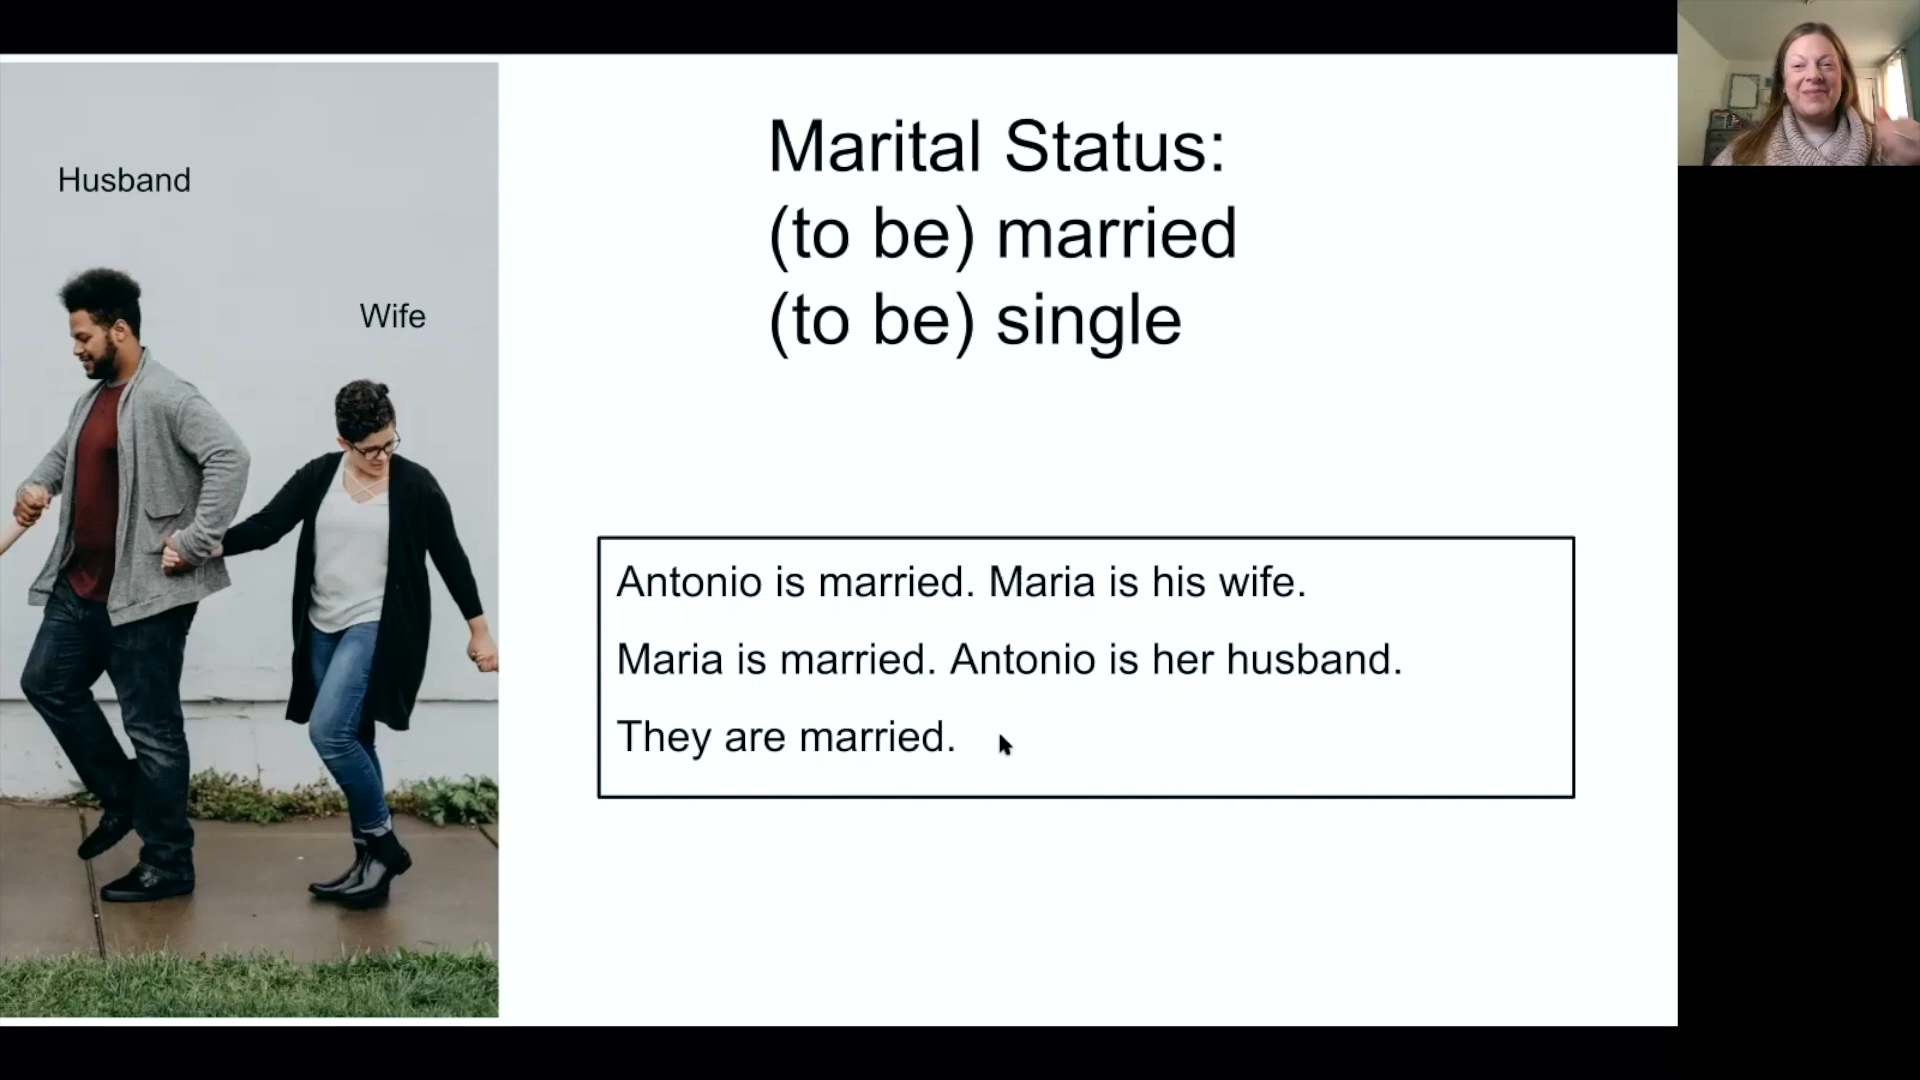 Husband
Wife
Marital Status:
(to be) married
(to be) single
Antonio is married. Maria is his wife.
Maria is married. Antonio is her husband.
They are married.